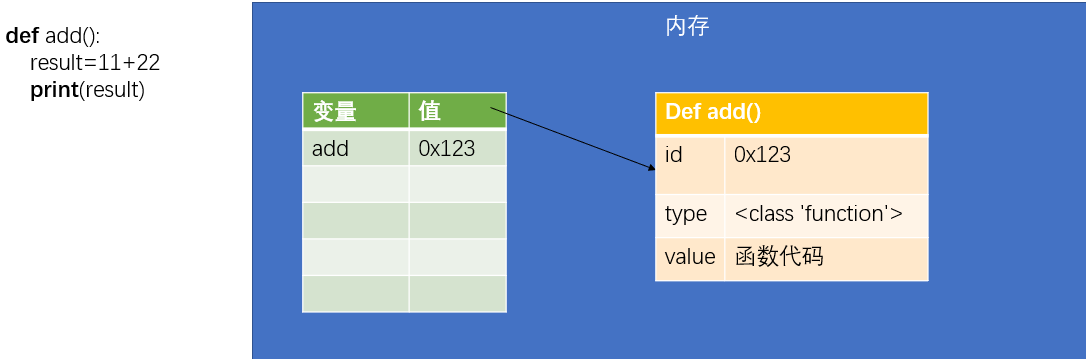 def add():
result=11+22
print(result)
内存
变量 值
add 0x123
Def add()
id 0x123
type <class 'function'>
value 函数代码